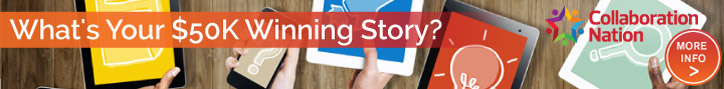 What's Your $50K Winning Story?
Collaboration
Nation
MORE
INFO
>